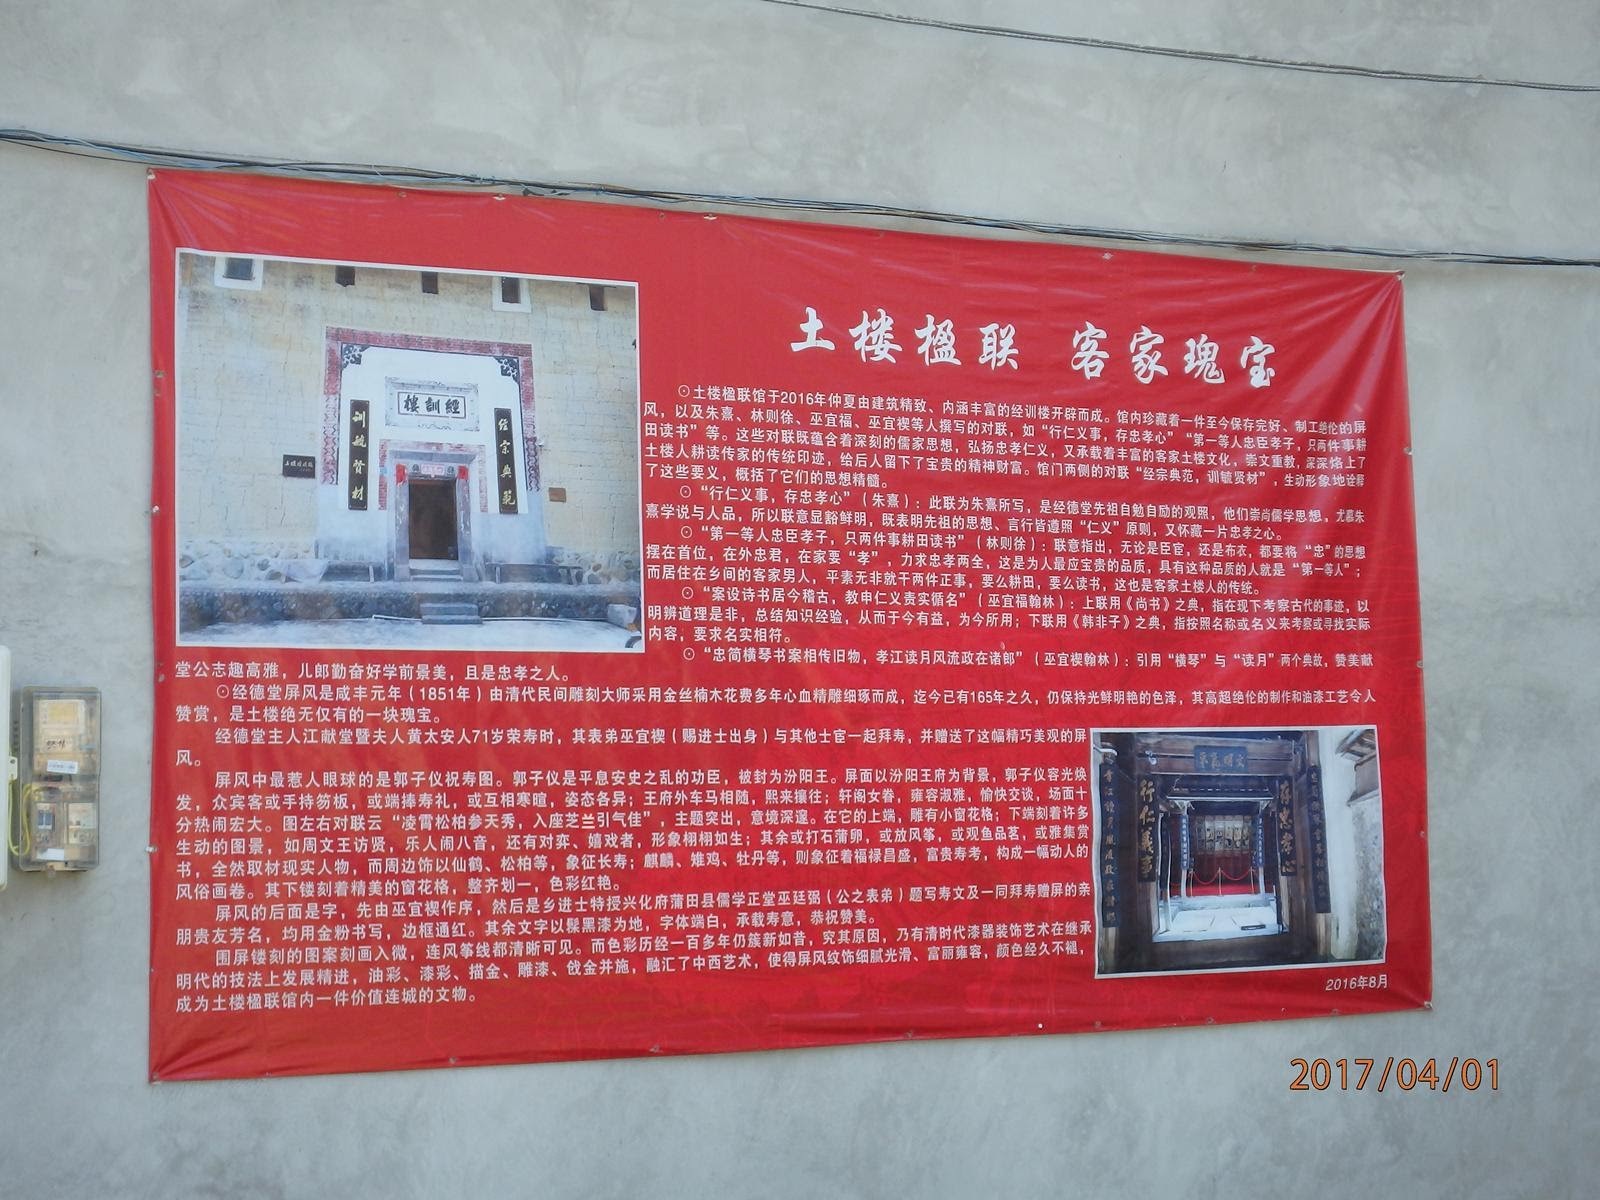 土楼楹联 客家瑰宝
⊙土楼楹联馆于2016年仲夏由建筑精致、内涵丰富的经训楼开辟而成。馆内珍藏着一件至今保存完好、制工绝伦的屏
风，以及朱熹、林则徐、巫宜福、巫宜禊等人撰写的对联，如“行仁义事，存忠孝心”“第一等人忠臣孝子，只两件事耕
田读书”等。这些对联既蕴含着深刻的儒家思想，弘扬忠孝仁义，又承载着丰富的客家土楼文化，崇文重教，深深烙上了
土楼人耕读传家的传统印迹，给后人留下了宝贵的精神财富。馆门两侧的对联“经宗典范，训毓贤材”，生动形象地诠释
了这些要义，概括了它们的思想精髓。
⊙“行仁义事，存忠孝心”（朱熹）：此联为朱熹所写，是经德堂先祖自勉自励的观照，他们崇尚儒学思想，尤慕朱
熹学说与人品，所以联意显豁鲜明，既表明先祖的思想、言行皆遵照“仁义”原则，又怀藏一片忠孝之心。
⊙“第一等人忠臣孝子，只两件事耕田读书”（林则徐）：联意指出，无论是臣官，还是布衣，都要将“忠”的思想
摆在首位，在外忠君，在家要“孝”，力求忠孝两全，这是为人最应宝贵的品质，具有这种品质的人就是“第一等人”；
而居住在乡间的客家男人，平素无非就干两件正事，要么耕田，要么读书，这也是客家土楼人的传统。
⊙“案设诗书居今稽古，教申仁义责实循名”（巫宜福翰林）：上联用《尚书》之典，指在现下考察古代的事迹，以
明辨道理是非，总结知识经验，从而于今有益，为今所用；下联用《韩非子》之典，指按照名称或名义来考察或寻找实际
内容，要求名实相符。
⊙“忠简横琴书案相传旧物，孝江读月风流政在诸郎”（巫宜禊翰林）：引用“横琴”与“读月”两个典故，赞美献
堂公志趣高雅，儿郎勤奋好学前景美，且是忠孝之人。
⊙经德堂屏风是咸丰元年（1851年）由清代民间雕刻大师采用金丝楠木花费多年心血精雕细琢而成，迄今已有165年之久，仍保持光鲜明艳的色泽，其高超绝伦的制作和油漆工艺令人
赞赏，是土楼绝无仅有的一块瑰宝。
经德堂主人江献堂暨夫人黄太安人71岁荣寿时，其表弟巫宜禊（赐进士出身）与其他士官一起拜寿，并赠送了这幅精巧美观的屏
风。
屏风中最惹人眼球的是郭子仪祝寿图。郭子仪是平息安史之乱的功臣，被封为汾阳王。屏面以汾阳王府为背景，郭子仪容光焕
发，众宾客或手持笏板，或端捧寿礼，或互相寒暄，姿态各异；王府外车马相随，熙来攘往；轩阁女眷，雍容淑雅，愉快交谈，场面十
分热闹宏大。图左右对联云“凌霄松柏参天秀，入座芝兰引气佳”，主题突出，意境深邃。在它的上端，雕有小窗花格；下端刻着许多
生动的图景，如周文王访贤，乐人闹八音，还有对弈、嬉戏者，形象栩栩如生；其余或打石蒲卵，或放风筝，或观鱼品茗，或雅集赏
书，全然取材现实人物，而周边饰以仙鹤、松柏等，象征长寿；麒麟、雉鸡、牡丹等，则象征着福禄昌盛，富贵寿考，构成一幅动人的
风俗画卷。其下镂刻着精美的窗花格，整齐划一，色彩红艳。
屏风的后面是字，先由巫宜禊作序，然后是乡进士特授兴化府莆田县儒学正堂巫廷弼（公之表弟）题写寿文及一同拜寿赠屏的亲
朋贵友芳名，均用金粉书写，边框通红。其余文字以髹黑漆为地，字体端白，承载寿意，恭祝赞美。
围屏镂刻的图案刻画入微，连风筝线都清晰可见。而色彩历经一百多年仍簇新如昔，究其原因，乃有清时代漆器装饰艺术在继承
明代的技法上发展精进，油彩、漆彩、描金、雕漆、戗金并施，融汇了中西艺术，使得屏风纹饰细腻光滑、富丽雍容，颜色经久不褪，
成为土楼楹联馆内一件价值连城的文物。
2016年8月
樓訓經
訓毓賢材
經宗典範
行仁義事
存忠孝心
2017/04/01